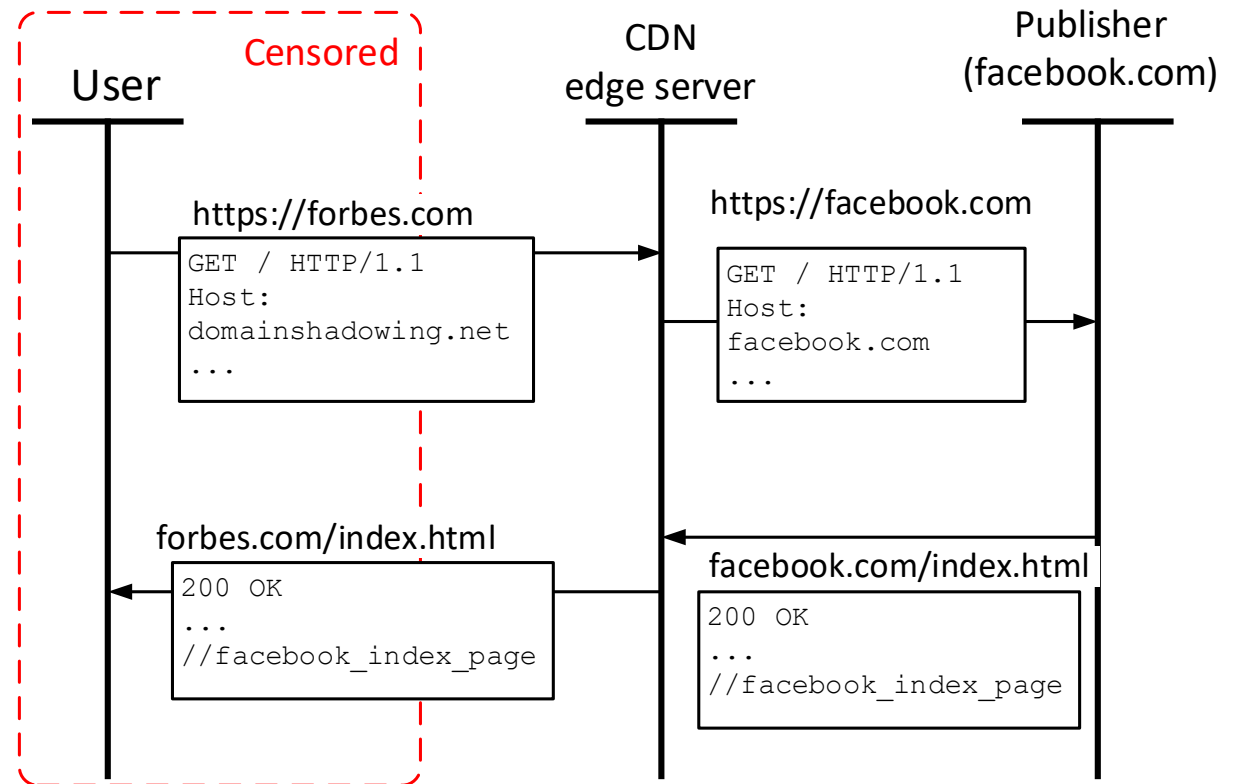 Censored
User
CDN
edge server
Publisher
(facebook.com)
https://forbes.com
GET / HTTP/1.1
Host:
domainshadowing.net
...
https://facebook.com
GET / HTTP/1.1
Host:
facebook.com
...
forbes.com/index.html
200 OK
...
//facebook_index_page
facebook.com/index.html
200 OK
...
//facebook_index_page